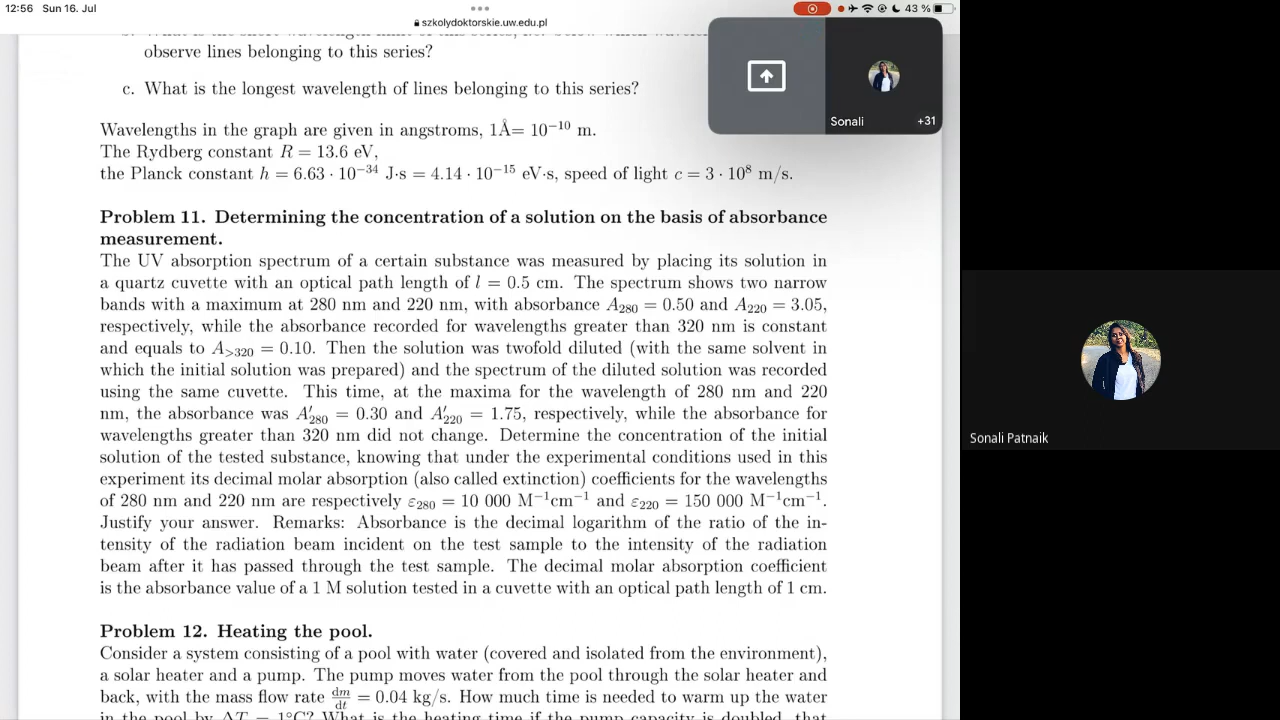 12:56 Sun 16. Jul
43 %
szkolydoktorskie.uw.edu.pl
observe lines belonging to this series?
c. What is the longest wavelength of lines belonging to this series?
Wavelengths in the graph are given in angstroms, 1Å= 10⁻¹⁰ m.
The Rydberg constant R = 13.6 eV,
the Planck constant h = 6.63 · 10⁻³⁴ J·s = 4.14 · 10⁻¹⁵ eV·s, speed of light c = 3 · 10⁸ m/s.
Problem 11. Determining the concentration of a solution on the basis of absorbance
measurement.
The UV absorption spectrum of a certain substance was measured by placing its solution in
a quartz cuvette with an optical path length of l = 0.5 cm. The spectrum shows two narrow
bands with a maximum at 280 nm and 220 nm, with absorbance A₂₈₀ = 0.50 and A₂₂₀ = 3.05,
respectively, while the absorbance recorded for wavelengths greater than 320 nm is constant
and equals to A>₃₂₀ = 0.10. Then the solution was twofold diluted (with the same solvent in
which the initial solution was prepared) and the spectrum of the diluted solution was recorded
using the same cuvette. This time, at the maxima for the wavelength of 280 nm and 220
nm, the absorbance was A′₂₈₀ = 0.30 and A′₂₂₀ = 1.75, respectively, while the absorbance for
wavelengths greater than 320 nm did not change. Determine the concentration of the initial
solution of the tested substance, knowing that under the experimental conditions used in this
experiment its decimal molar absorption (also called extinction) coefficients for the wavelengths
of 280 nm and 220 nm are respectively ε₂₈₀ = 10 000 M⁻¹cm⁻¹ and ε₂₂₀ = 150 000 M⁻¹cm⁻¹.
Justify your answer. Remarks: Absorbance is the decimal logarithm of the ratio of the in-
tensity of the radiation beam incident on the test sample to the intensity of the radiation
beam after it has passed through the test sample. The decimal molar absorption coefficient
is the absorbance value of a 1 M solution tested in a cuvette with an optical path length of 1 cm.
Problem 12. Heating the pool.
Consider a system consisting of a pool with water (covered and isolated from the environment),
a solar heater and a pump. The pump moves water from the pool through the solar heater and
back, with the mass flow rate dm/dt = 0.04 kg/s. How much time is needed to warm up the water
in the pool by ΔT = 1°C? What is the heating time if the pump capacity is doubled, that
Sonali
+31
Sonali Patnaik